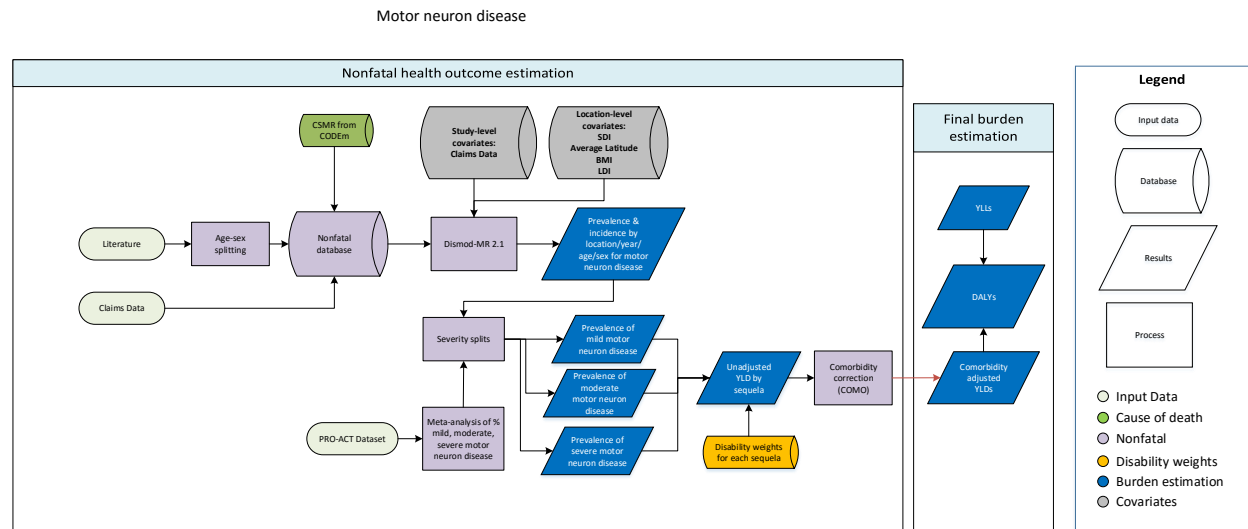 Motor neuron disease
Nonfatal health outcome estimation
CSMR from
CODEm
Study-level
covariates:
Claims Data
Location-level
covariates:
SDI
Average Latitude
BMI
LDI
Literature
Age-sex
splitting
Nonfatal
database
Dismod-MR 2.1
Prevalence &
incidence by
location/year/
age/sex for motor
neuron disease
Claims Data
Severity splits
Prevalence of
mild motor
neuron disease
Prevalence of
moderate motor
neuron disease
Prevalence of
severe motor
neuron disease
PRO-ACT Dataset
Meta-analysis of %
mild, moderate,
severe motor
neuron disease
Unadjusted
YLD by
sequela
Disability weights
for each sequela
Comorbidity
correction
(COMO)
Final burden
estimation
YLLs
DALYs
Comorbidity
adjusted
YLDs
Legend
Input data
Database
Results
Process
Input Data
Cause of death
Nonfatal
Disability weights
Burden estimation
Covariates